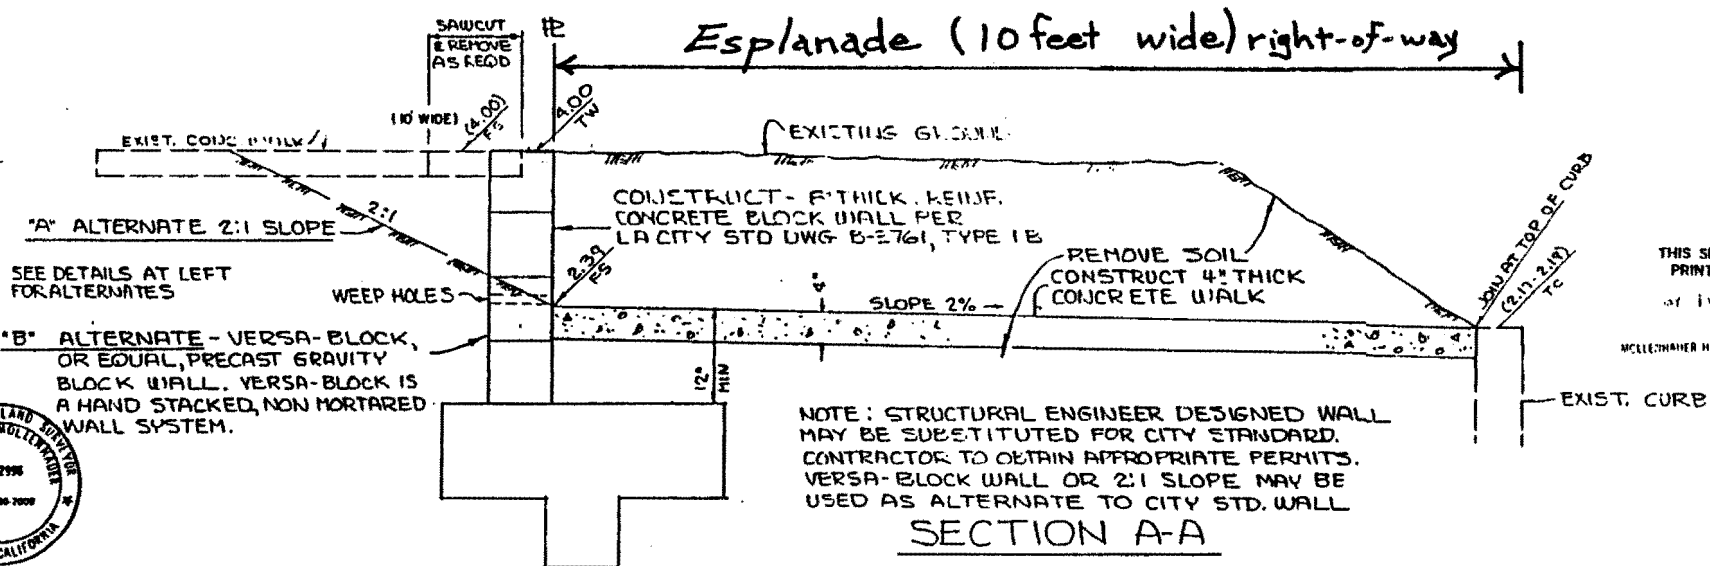 SAWCUT
& REMOVE
AS REQD
PL
Esplanade (10 feet wide) right-of-way
(10' WIDE)
(4.00)
FS
4.00
TW
EXIST. CONC WALK
EXISTING
2:1
"A" ALTERNATE 2:1 SLOPE
CONSTRUCT - THICK. REINF.
CONCRETE BLOCK WALL PER
LA CITY STD DWG TYPE 1B
SEE DETAILS AT LEFT
FOR ALTERNATES
WEEP HOLES
2.39
FS
REMOVE SOIL
CONSTRUCT 4" THICK
CONCRETE WALK
4"
SLOPE 2%
JOIN AT TOP OF CURB
(2.17-2.19)
TC
THIS
PRINT
"B" ALTERNATE - VERSA-BLOCK,
OR EQUAL, PRECAST GRAVITY
BLOCK WALL. VERSA-BLOCK IS
A HAND STACKED, NON MORTARED
WALL SYSTEM.
12"
MIN
EXIST. CURB
NOTE: STRUCTURAL ENGINEER DESIGNED WALL
MAY BE SUBSTITUTED FOR CITY STANDARD.
CONTRACTOR TO OBTAIN APPROPRIATE PERMITS.
VERSA-BLOCK WALL OR 2:1 SLOPE MAY BE
USED AS ALTERNATE TO CITY STD. WALL
SECTION A-A
LAND SURVEYOR
CALIFORNIA